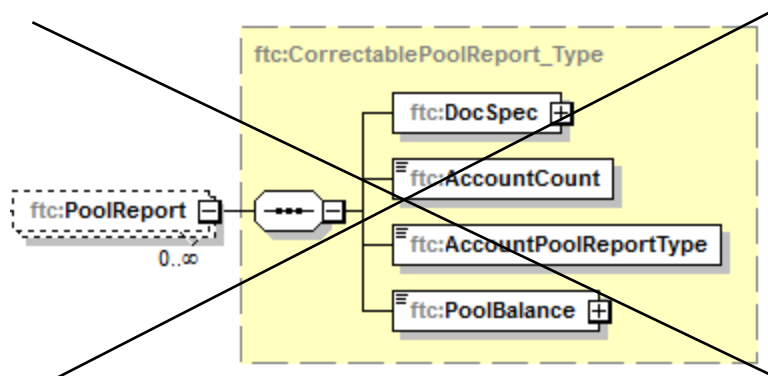 ftc:CorrectablePoolReport_Type
ftc:DocSpec
ftc:AccountCount
ftc:PoolReport
0..∞
ftc:AccountPoolReportType
ftc:PoolBalance